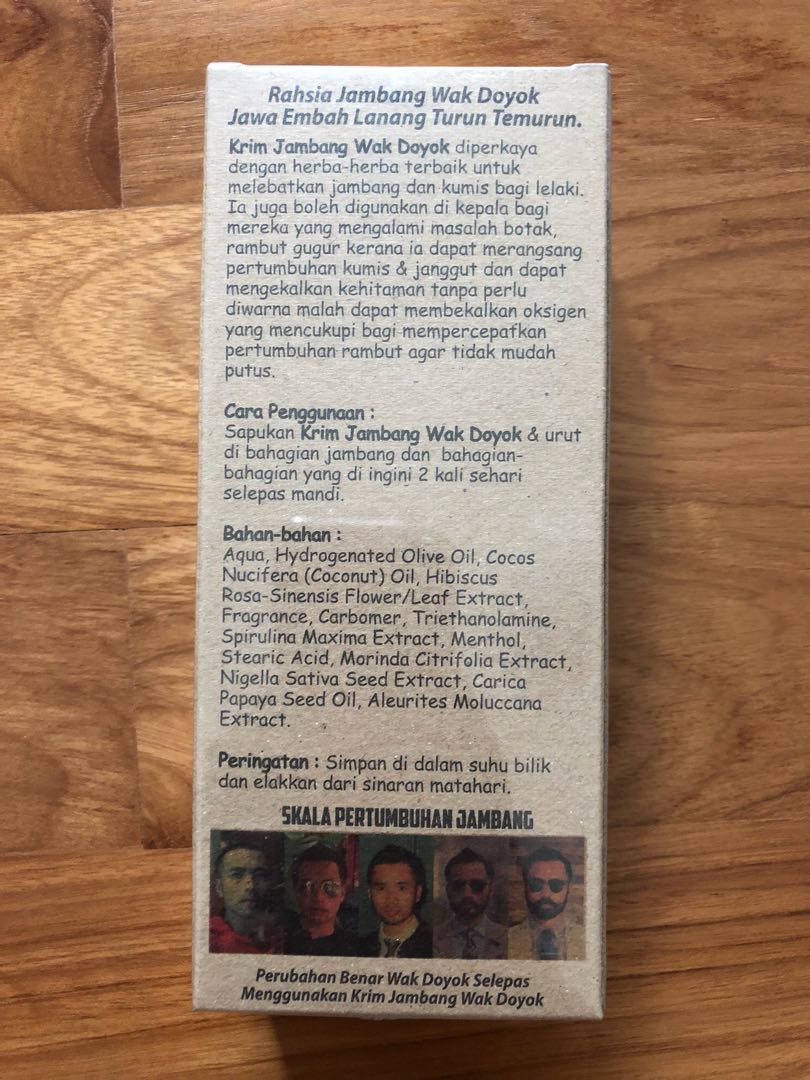 Rahsia Jambang Wak Doyok
Jawa Embah Lanang Turun Temurun.
Krim Jambang Wak Doyok diperkaya
dengan herba-herba terbaik untuk
melebatkan jambang dan kumis bagi lelaki.
Ia juga boleh digunakan di kepala bagi
mereka yang mengalami masalah botak,
rambut gugur kerana ia dapat merangsang
pertumbuhan kumis & janggut dan dapat
mengekalkan kehitaman tanpa perlu
diwarna malah dapat membekalkan oksigen
yang mencukupi bagi mempercepatkan
pertumbuhan rambut agar tidak mudah
putus.
Cara Penggunaan :
Sapukan Krim Jambang Wak Doyok & urut
di bahagian jambang dan bahagian-
bahagian yang di ingini 2 kali sehari
selepas mandi.
Bahan-bahan :
Aqua, Hydrogenated Olive Oil, Cocos
Nucifera (Coconut) Oil, Hibiscus
Rosa-Sinensis Flower/Leaf Extract,
Fragrance, Carbomer, Triethanolamine,
Spirulina Maxima Extract, Menthol,
Stearic Acid, Morinda Citrifolia Extract,
Nigella Sativa Seed Extract, Carica
Papaya Seed Oil, Aleurites Moluccana
Extract.
Peringatan : Simpan di dalam suhu bilik
dan elakkan dari sinaran matahari.
SKALA PERTUMBUHAN JAMBANG
Perubahan Benar Wak Doyok Selepas
Menggunakan Krim Jambang Wak Doyok